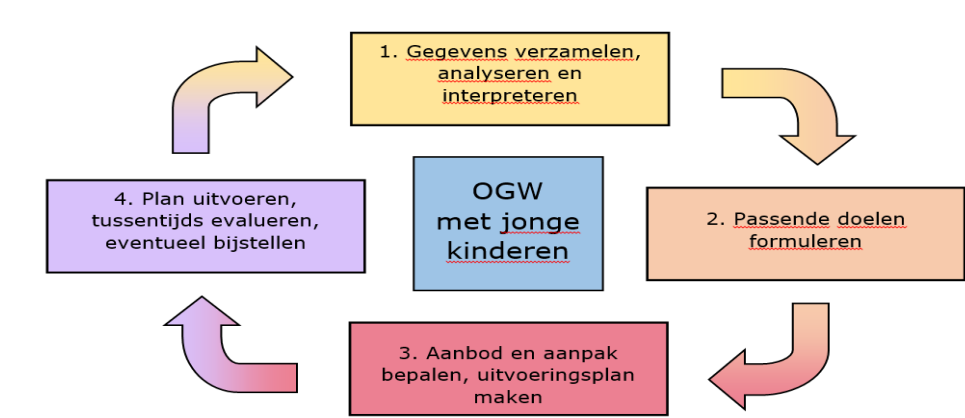 1. Gegevens verzamelen,
analyseren en
interpreteren
2. Passende doelen
formuleren
3. Aanbod en aanpak
bepalen, uitvoeringsplan
maken
4. Plan uitvoeren,
tussentijds evalueren,
eventueel bijstellen
OGW
met jonge
kinderen